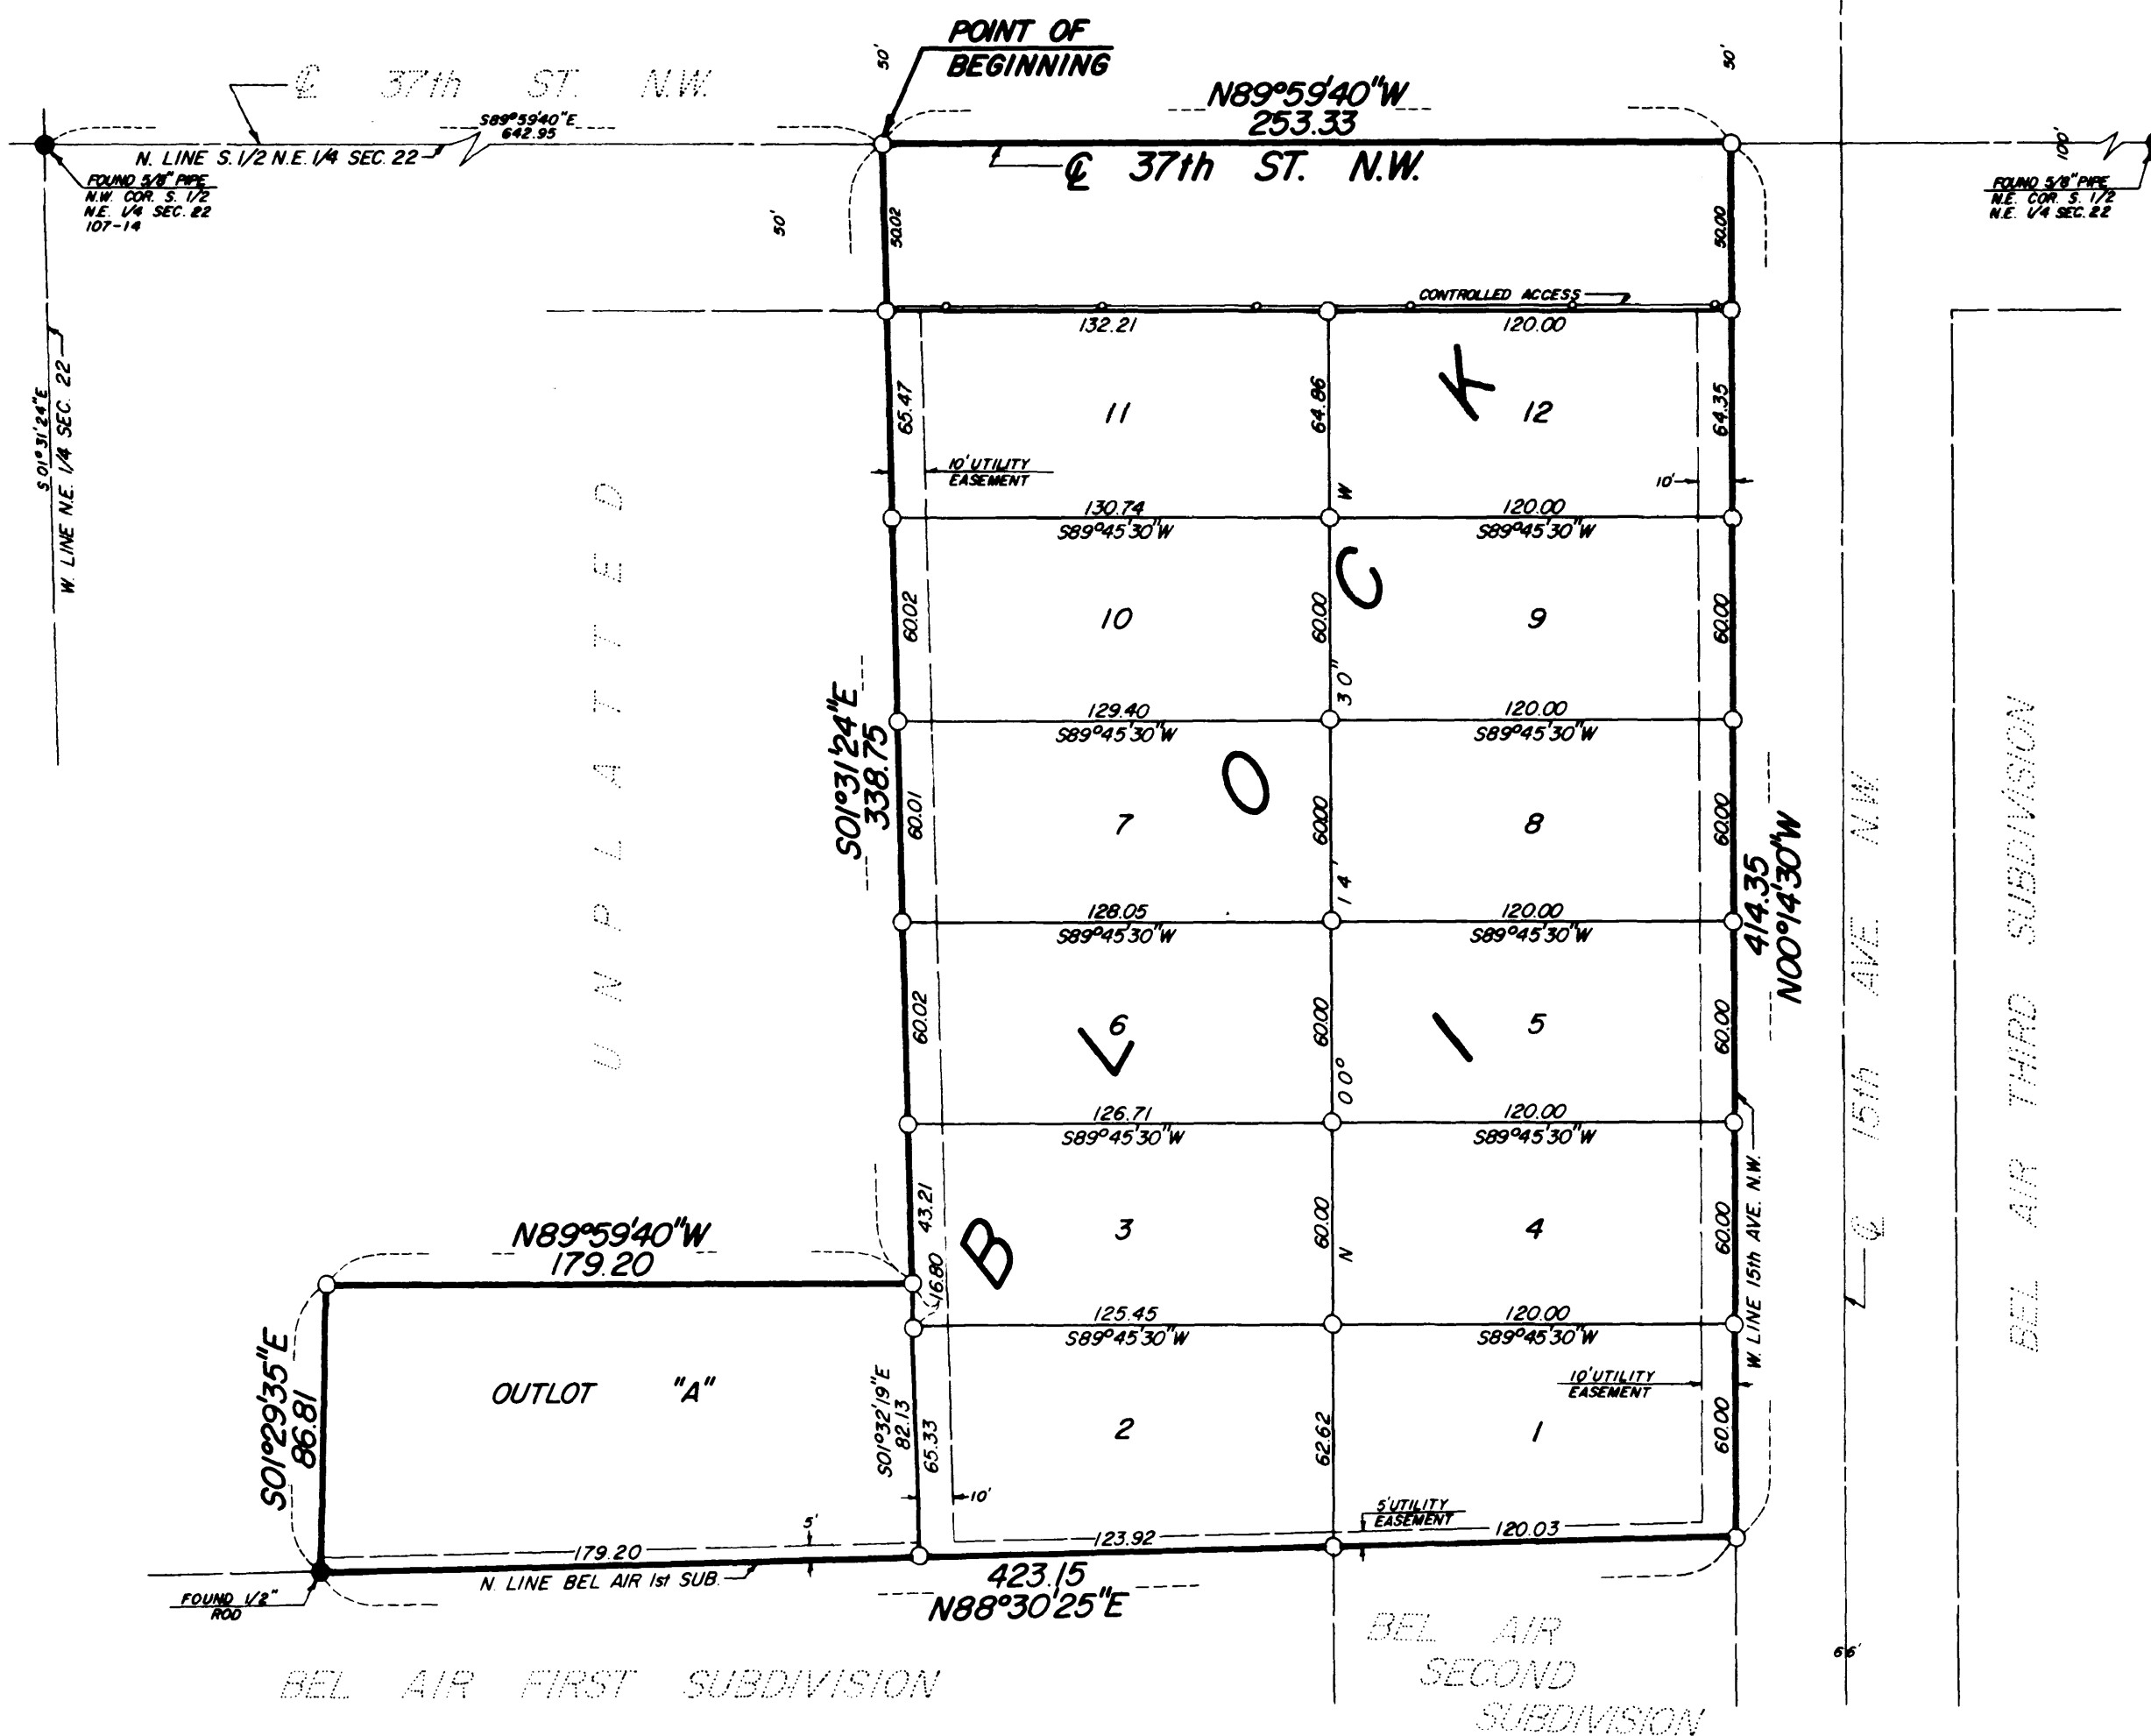 POINT OF
BEGINNING
50'
50'
℄ 37th ST. N.W.
N89°59'40"W
253.33
S89°59'40"E
642.95
N. LINE S. 1/2 N.E. 1/4 SEC. 22
℄ 37th ST. N.W.
100'
FOUND 5/8" PIPE
N.W. COR. S. 1/2
N.E. 1/4 SEC. 22
107-14
FOUND 5/8" PIPE
N.E. COR. S. 1/2
N.E. 1/4 SEC. 22
50'
50.02
50.00
CONTROLLED ACCESS
132.21
120.00
S 01° 31' 24"E
W. LINE N.E. 1/4 SEC. 22
65.47
11
64.86
12
64.35
10' UTILITY
EASEMENT
10'
130.74
S89°45'30"W
120.00
S89°45'30"W
UNPLATTED
60.02
10
60.00
9
60.00
129.40
S89°45'30"W
120.00
S89°45'30"W
S01°31'24"E
338.75
60.01
7
60.00
8
60.00
414.35
N00°14'30"W
128.05
S89°45'30"W
120.00
S89°45'30"W
60.02
6
60.00
5
60.00
N 00° 14' 30" W
BLOCK 1
126.71
S89°45'30"W
120.00
S89°45'30"W
43.21
16.80
3
60.00
4
60.00
W. LINE 15th AVE. N.W.
℄ 15th AVE N.W.
BEL AIR THIRD SUBDIVISION
N89°59'40"W
179.20
125.45
S89°45'30"W
120.00
S89°45'30"W
S01°29'35"E
86.81
OUTLOT "A"
S01°32'19"E
82.13
65.33
2
62.62
1
60.00
10' UTILITY
EASEMENT
10'
5'
5' UTILITY
EASEMENT
179.20
123.92
120.03
N. LINE BEL AIR 1st SUB.
423.15
N88°30'25"E
FOUND 1/2"
ROD
BEL AIR FIRST SUBDIVISION
BEL AIR
SECOND
SUBDIVISION
66'